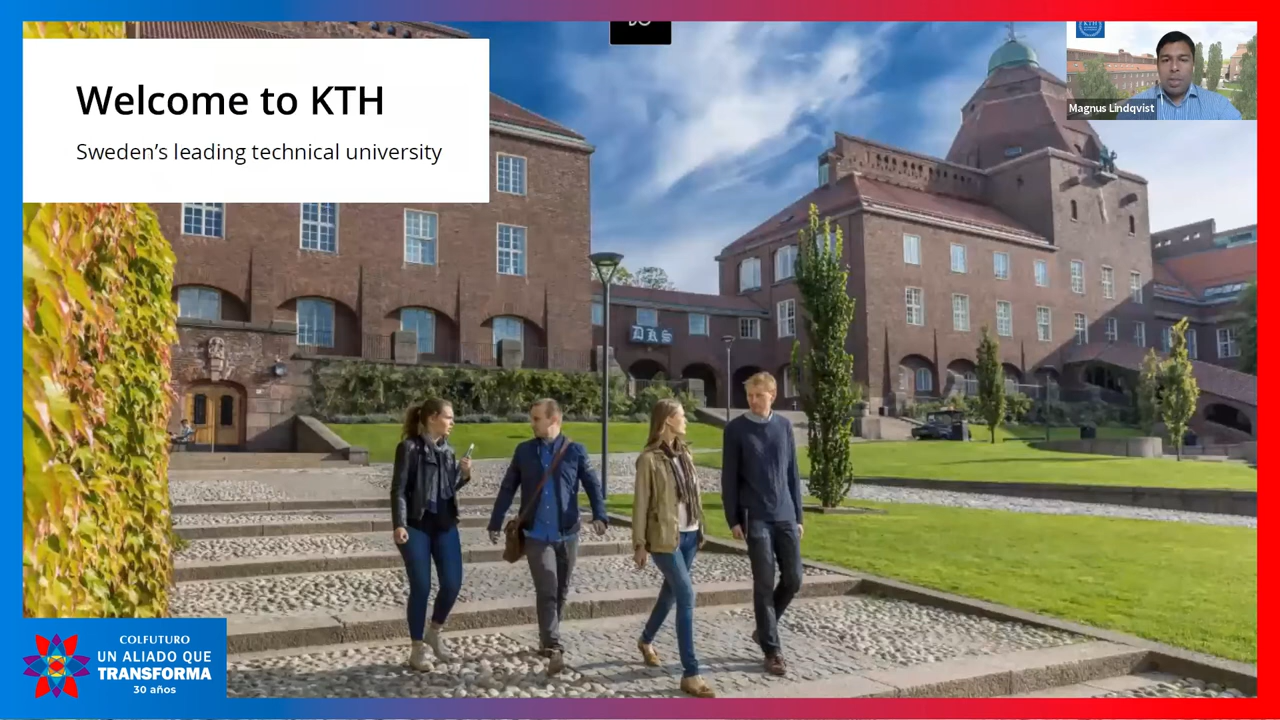 Welcome to KTH
Sweden's leading technical university
Magnus Lindqvist
DKS
COLFUTURO
UN ALIADO QUE
TRANSFORMA
30 años